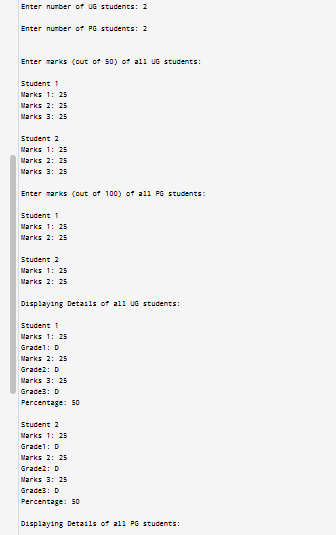 Enter number of UG students: 2
Enter number of PG students: 2
Enter marks (out of 50) of all UG students:
Student 1
Marks 1: 25
Marks 2: 25
Marks 3: 25
Student 2
Marks 1: 25
Marks 2: 25
Marks 3: 25
Enter marks (out of 100) of all PG students:
Student 1
Marks 1: 25
Marks 2: 25
Student 2
Marks 1: 25
Marks 2: 25
Displaying Details of all UG students:
Student 1
Marks 1: 25
Grade1: D
Marks 2: 25
Grade2: D
Marks 3: 25
Grade3: D
Percentage: 50
Student 2
Marks 1: 25
Grade1: D
Marks 2: 25
Grade2: D
Marks 3: 25
Grade3: D
Percentage: 50
Displaying Details of all PG students: